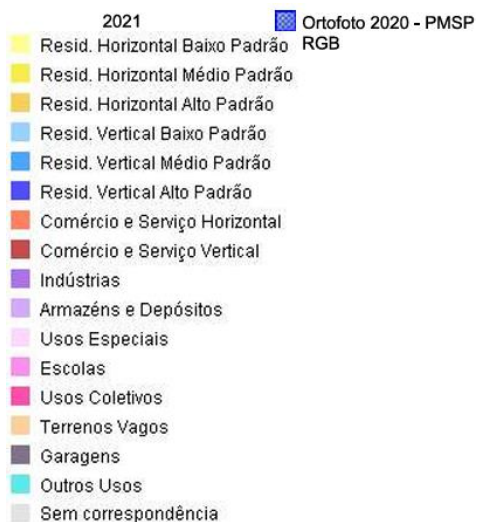 2021
Resid. Horizontal Baixo Padrão
Resid. Horizontal Médio Padrão
Resid. Horizontal Alto Padrão
Resid. Vertical Baixo Padrão
Resid. Vertical Médio Padrão
Resid. Vertical Alto Padrão
Comércio e Serviço Horizontal
Comércio e Serviço Vertical
Indústrias
Armazéns e Depósitos
Usos Especiais
Escolas
Usos Coletivos
Terrenos Vagos
Garagens
Outros Usos
Sem correspondência
Ortofoto 2020 - PMSP
RGB